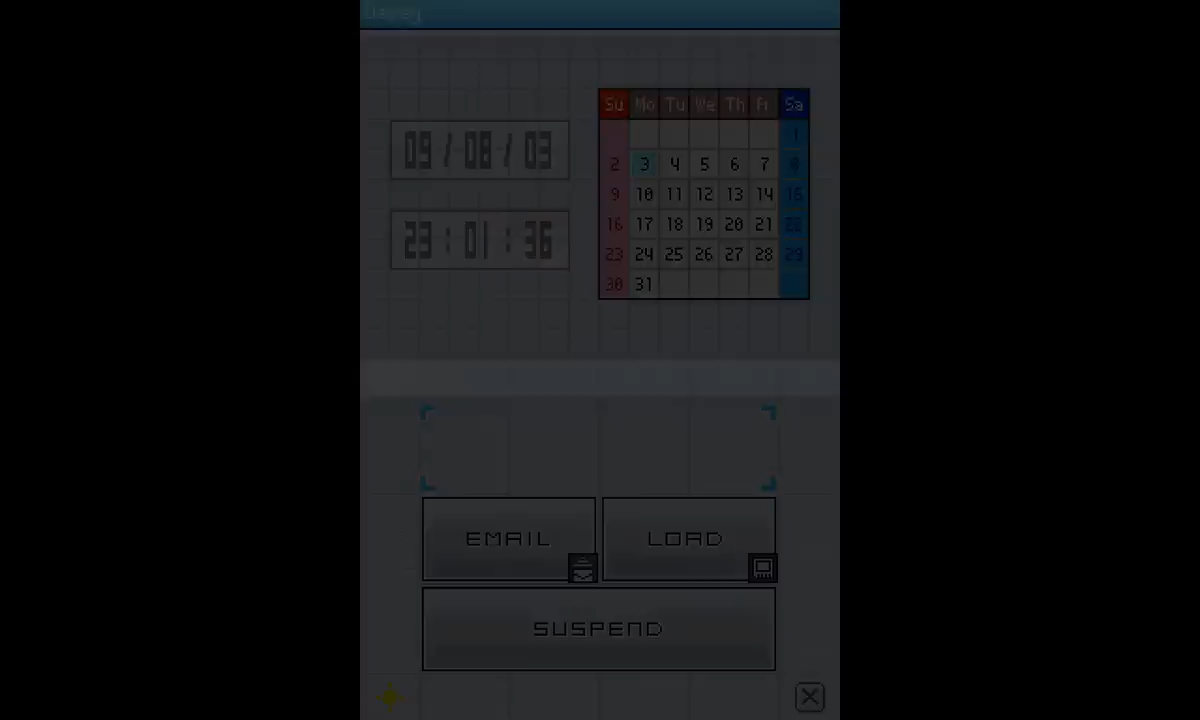 09/08/03
23:01:36
Su Mo Tu We Th Fr Sa
1
2 3 4 5 6 7 8
9 10 11 12 13 14 15
16 17 18 19 20 21 22
23 24 25 26 27 28 29
30 31
EMAIL LOAD
SUSPEND